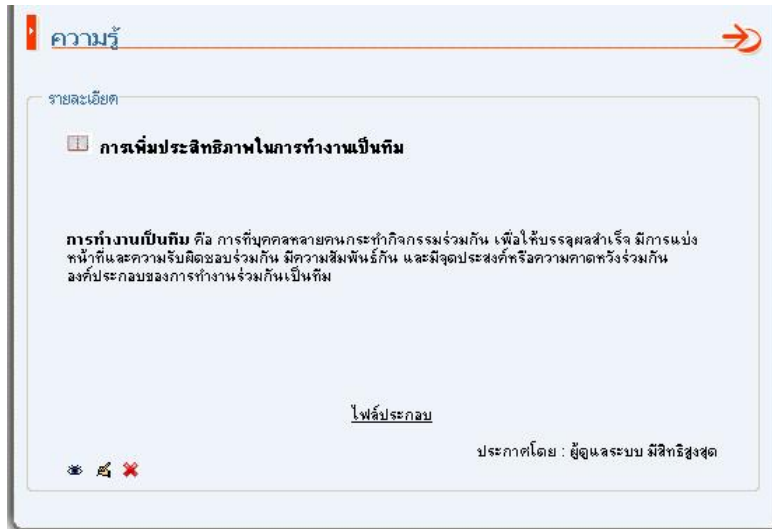 ความรู้
รายละเอียด
การเพิ่มประสิทธิภาพในการทำงานเป็นทีม
การทำงานเป็นทีม คือ การที่บุคคลหลายคนกระทำกิจกรรมร่วมกัน เพื่อให้บรรลุผลสำเร็จ มีการแบ่ง
หน้าที่และความรับผิดชอบร่วมกัน มีความสัมพันธ์กัน และมีจุดประสงค์หรือความคาดหวังร่วมกัน
องค์ประกอบของการทำงานร่วมกันเป็นทีม
ไฟล์ประกอบ
ประกาศโดย : ผู้ดูแลระบบ มีสิทธิสูงสุด